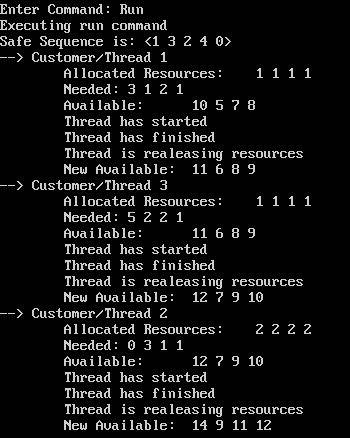 Enter Command: Run
Executing run command
Safe Sequence is: <1 3 2 4 0>
--> Customer/Thread 1
Allocated Resources: 1 1 1 1
Needed: 3 1 2 1
Available: 10 5 7 8
Thread has started
Thread has finished
Thread is realeasing resources
New Available: 11 6 8 9
--> Customer/Thread 3
Allocated Resources: 1 1 1 1
Needed: 5 2 2 1
Available: 11 6 8 9
Thread has started
Thread has finished
Thread is realeasing resources
New Available: 12 7 9 10
--> Customer/Thread 2
Allocated Resources: 2 2 2 2
Needed: 0 3 1 1
Available: 12 7 9 10
Thread has started
Thread has finished
Thread is realeasing resources
New Available: 14 9 11 12